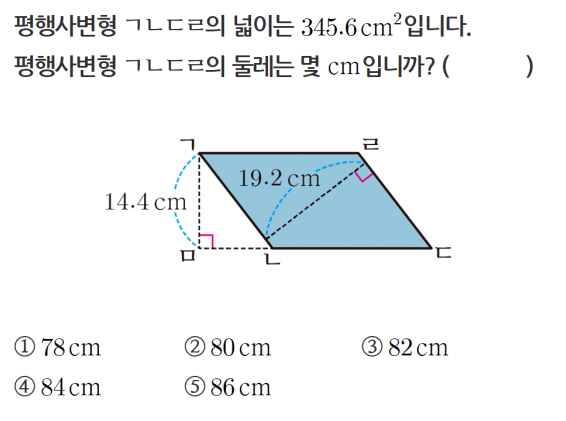 평행사변형 ㄱㄴㄷㄹ의 넓이는 345.6 cm²입니다.
평행사변형 ㄱㄴㄷㄹ의 둘레는 몇 cm입니까? (       )
ㄱ ㄹ
19.2 cm
14.4 cm
ㅁ ㄴ ㄷ
① 78 cm ② 80 cm ③ 82 cm
④ 84 cm ⑤ 86 cm